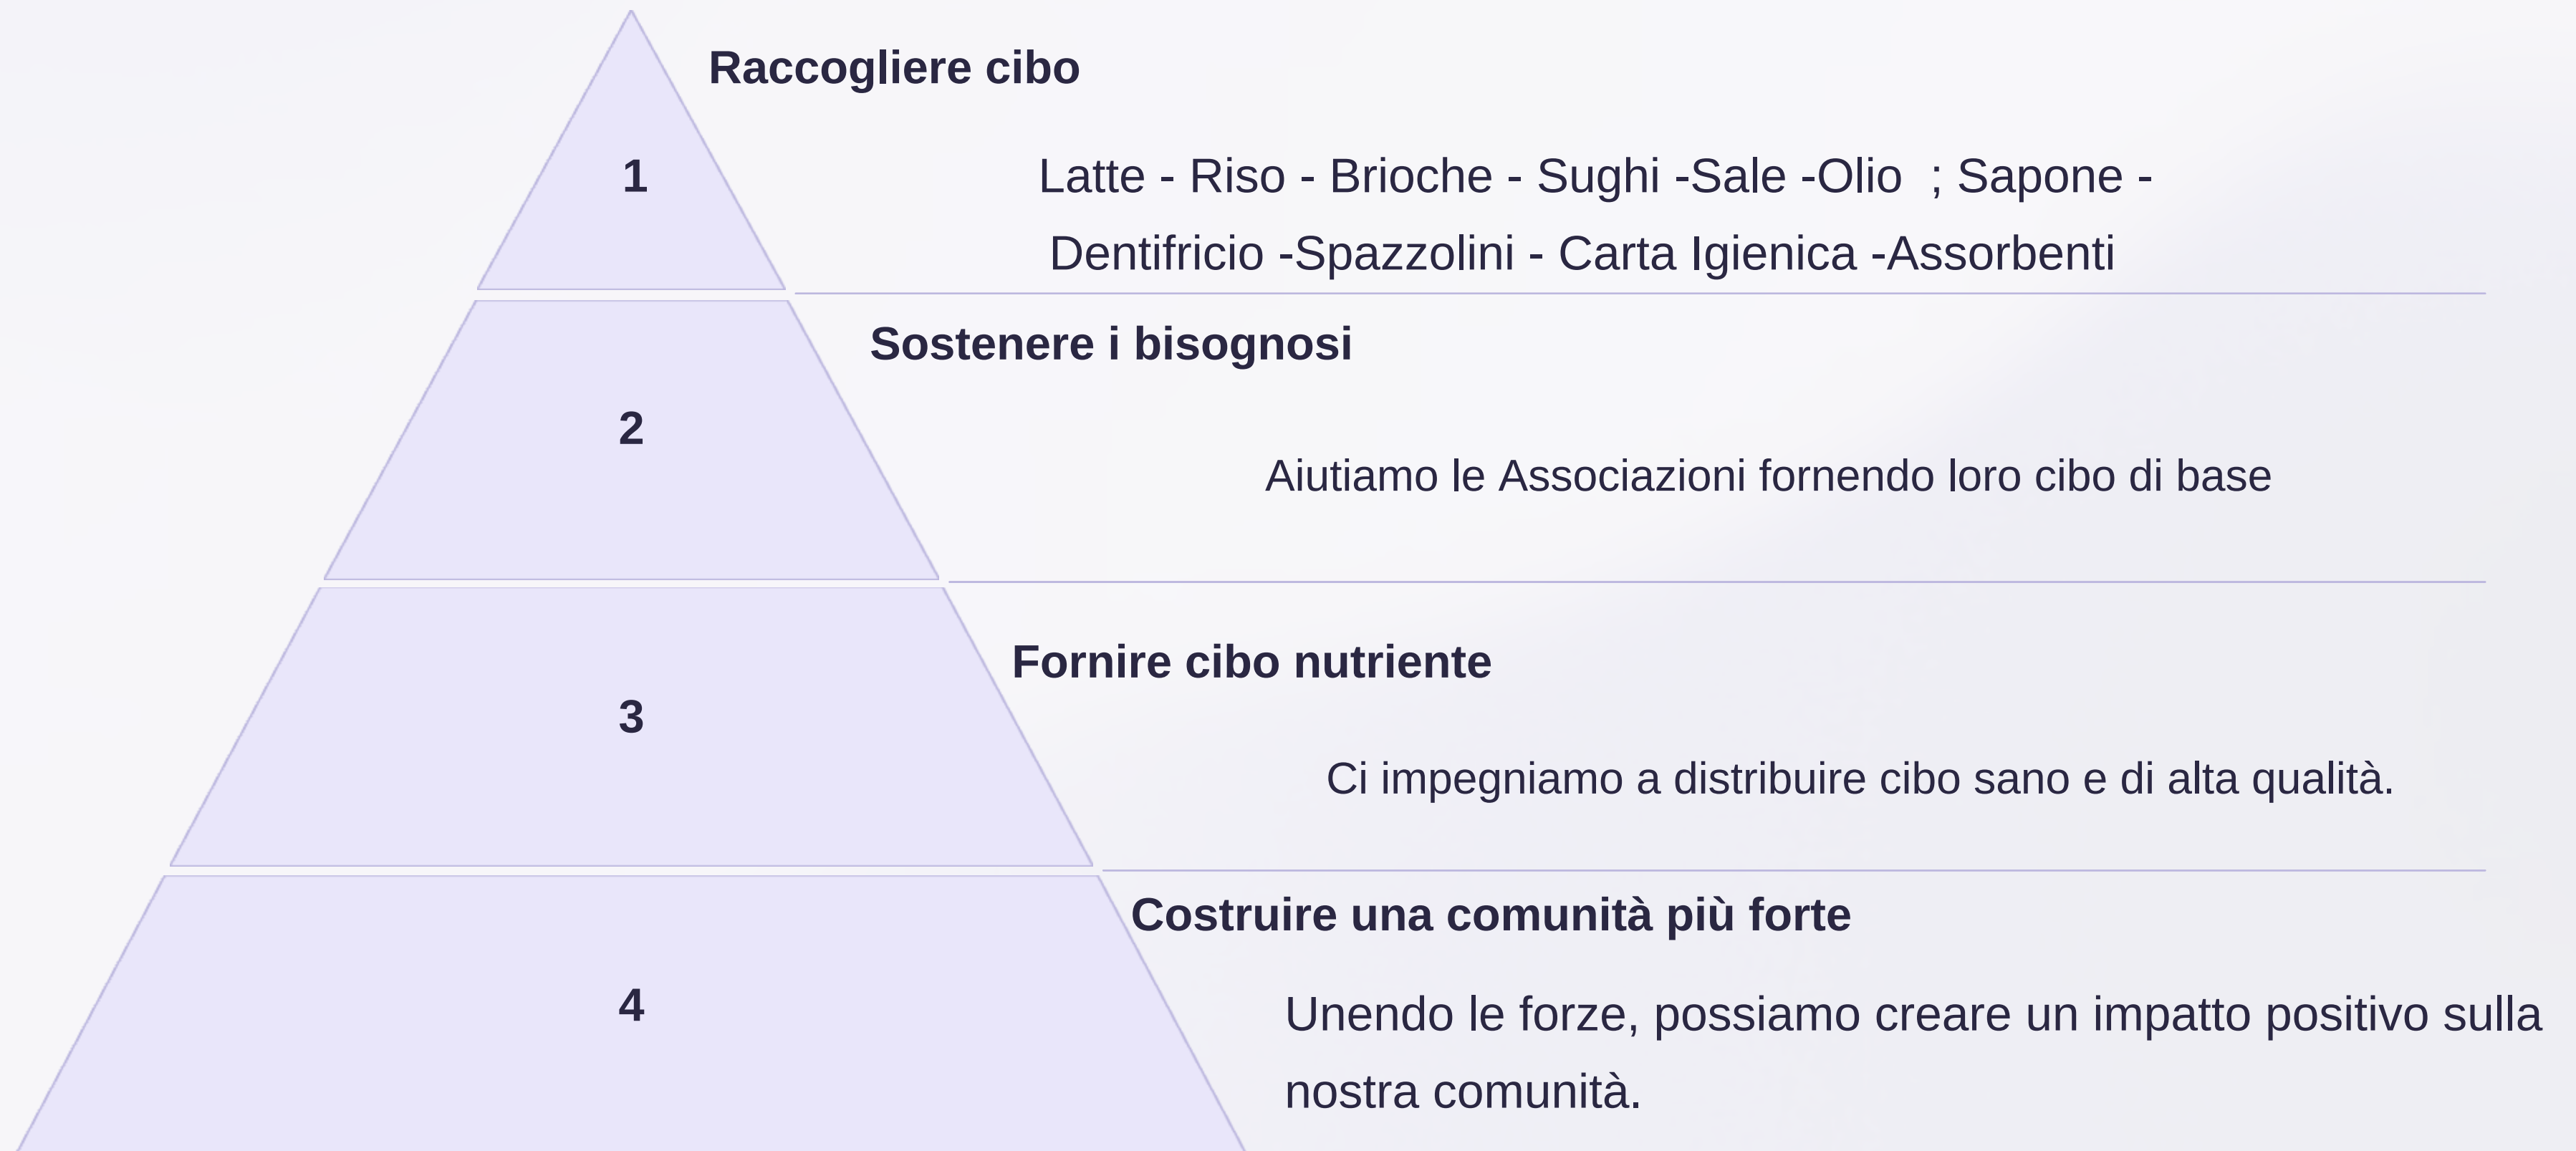 Raccogliere cibo
1
Latte - Riso - Brioche - Sughi -Sale -Olio  ; Sapone -
Dentifricio -Spazzolini - Carta Igienica -Assorbenti
Sostenere i bisognosi
2
Aiutiamo le Associazioni fornendo loro cibo di base
Fornire cibo nutriente
3
Ci impegniamo a distribuire cibo sano e di alta qualità.
Costruire una comunità più forte
4
Unendo le forze, possiamo creare un impatto positivo sulla
nostra comunità.